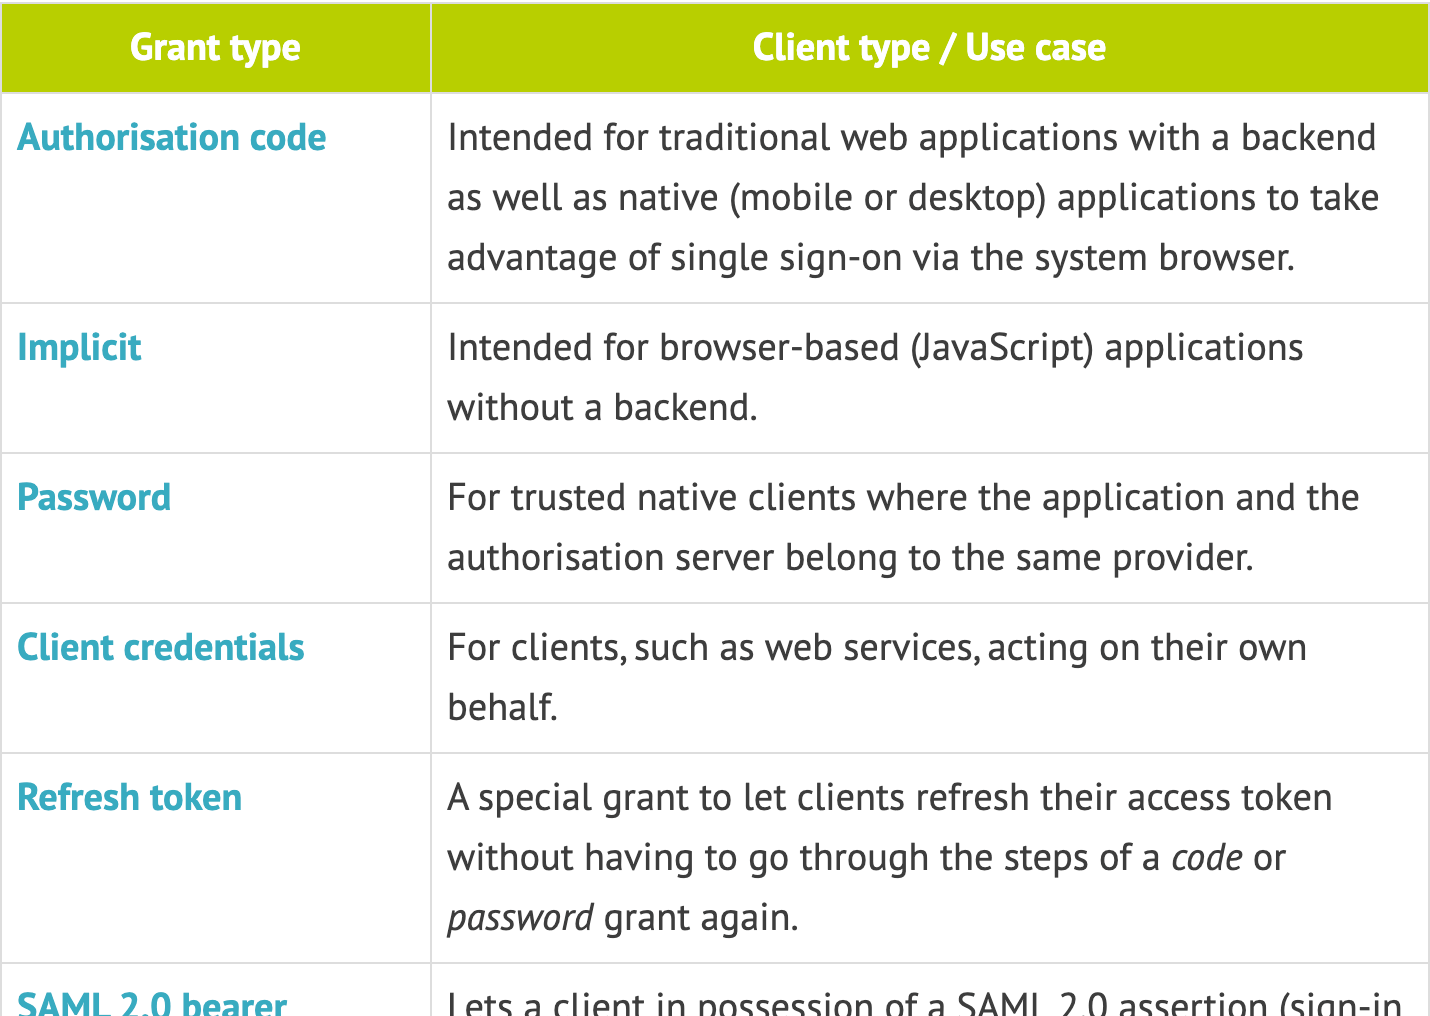 Grant type
Client type / Use case
Authorisation code
Intended for traditional web applications with a backend
as well as native (mobile or desktop) applications to take
advantage of single sign-on via the system browser.
Implicit
Intended for browser-based (JavaScript) applications
without a backend.
Password
For trusted native clients where the application and the
authorisation server belong to the same provider.
Client credentials
For clients, such as web services, acting on their own
behalf.
Refresh token
A special grant to let clients refresh their access token
without having to go through the steps of a code or
password grant again.
SAML 2.0 bearer
Lets a client in possession of a SAML 2.0 assertion (sign-in